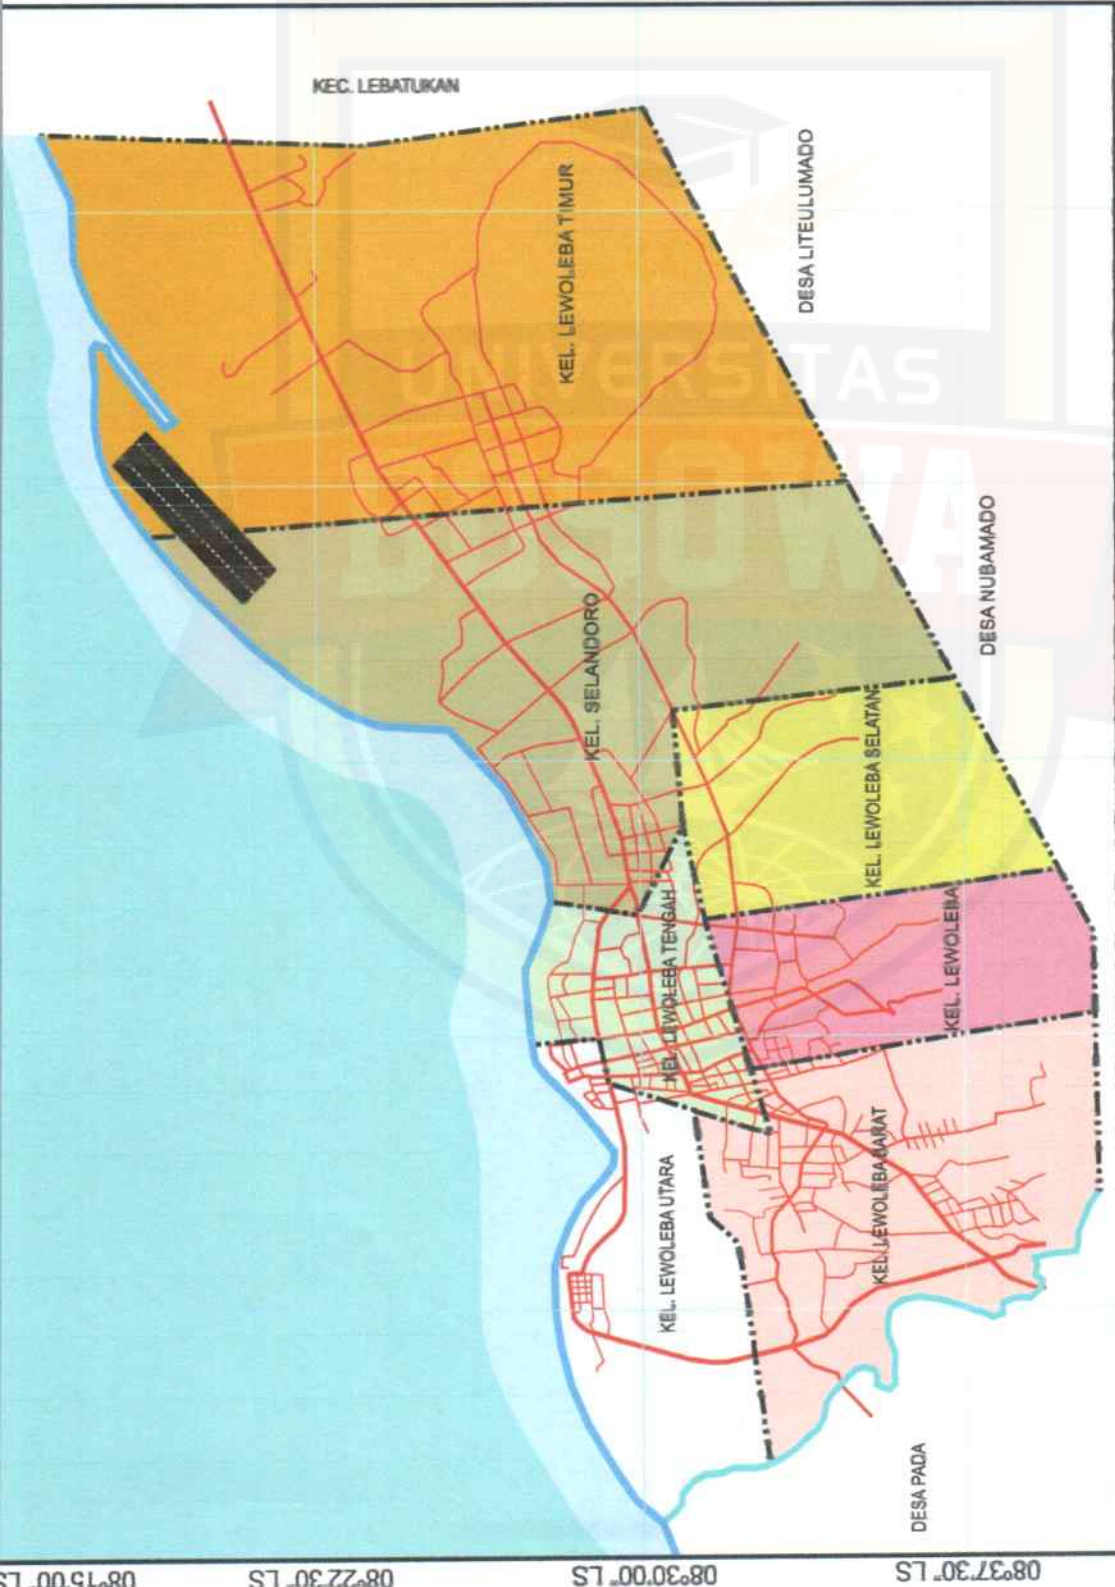 KEC. LEBATUKAN
KEL. LEWOLEBA TIMUR
DESA LITEULUMADO
UNIVERSITAS
BOSOWA
KEL. SELANDORO
DESA NUBAMADO
KEL. LEWOLEBA SELATAN
KEL. LEWOLEBA TENGAH
KEL. LEWOLEBA
KEL. LEWOLEBA UTARA
KEL. LEWOLEBA BARAT
DESA PADA
08°15'00" LS
08°22'30" LS
08°30'00" LS
08°37'30" LS